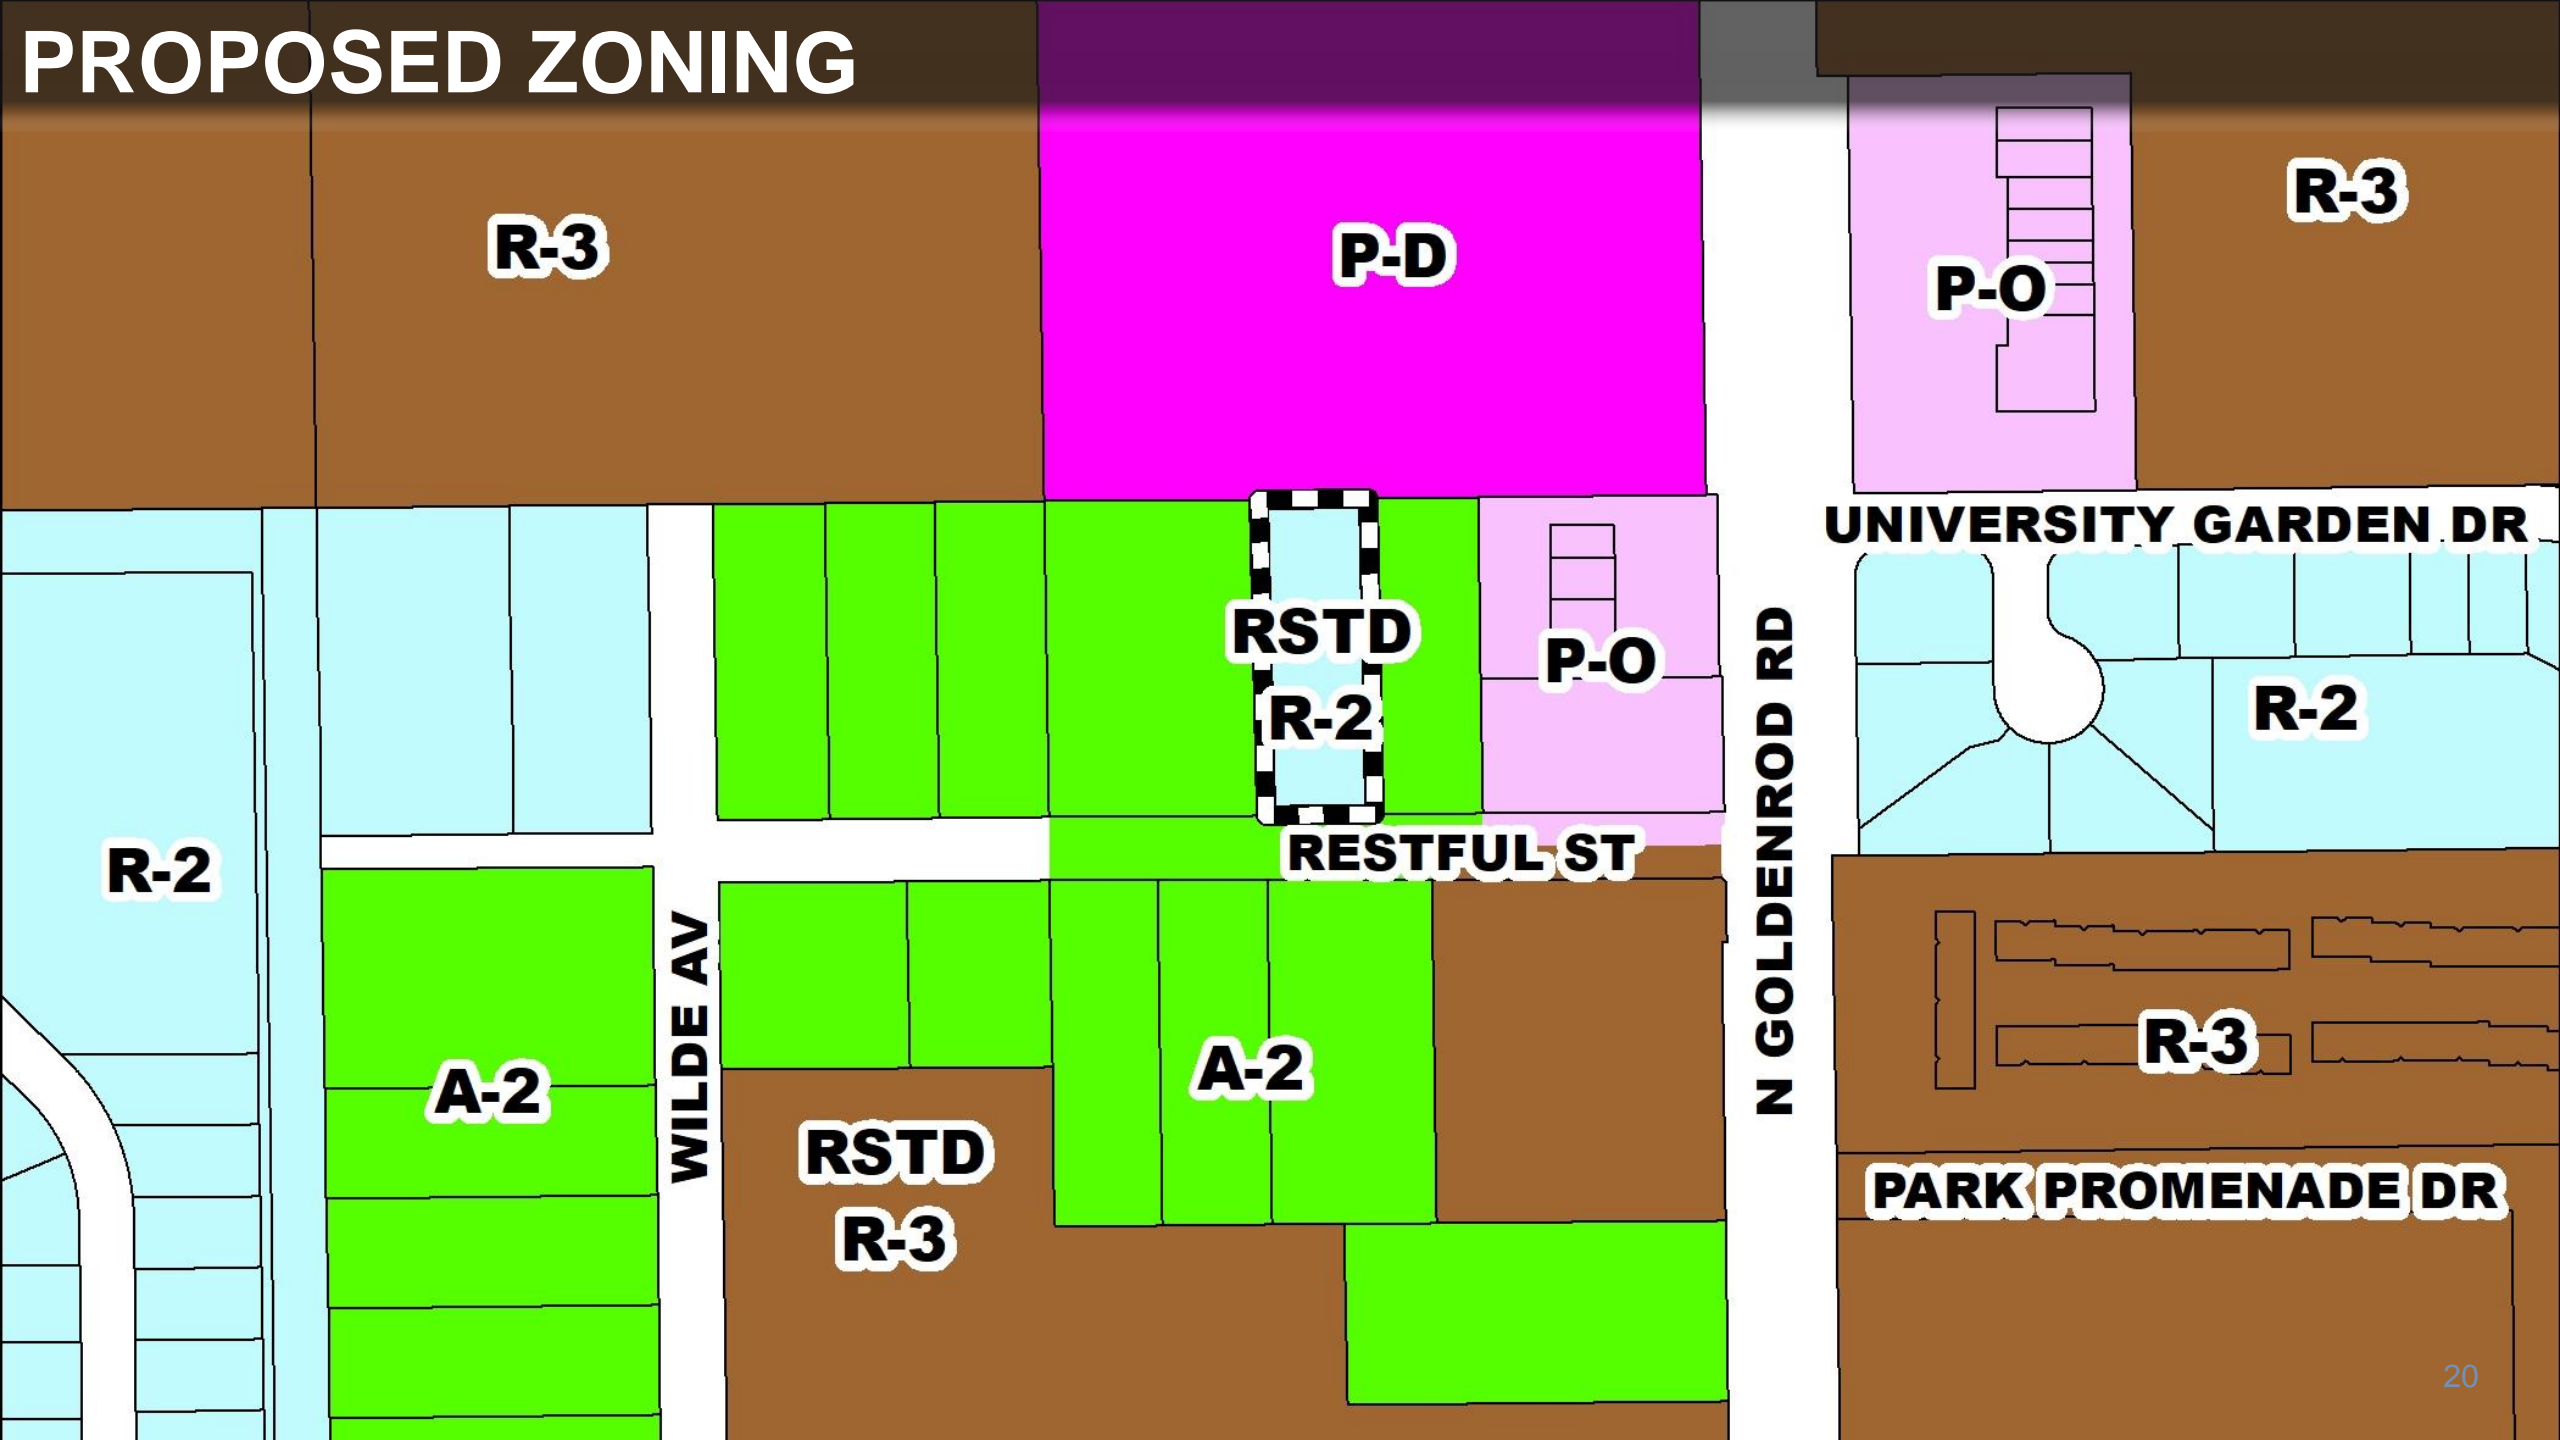 PROPOSED ZONING
R-3
P-D
P-O
R-3
UNIVERSITY GARDEN DR
RSTD
R-2
P-O
R-2
N GOLDENROD RD
R-2
RESTFUL ST
A-2
WILDE AV
A-2
R-3
RSTD
R-3
PARK PROMENADE DR
20